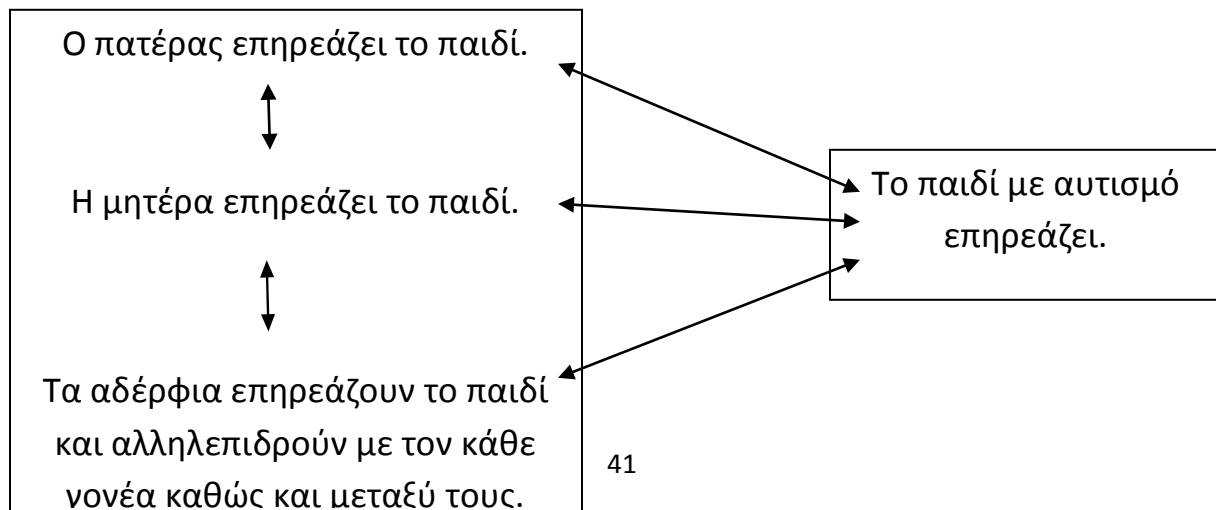 Ο πατέρας επηρεάζει το παιδί.
Η μητέρα επηρεάζει το παιδί.
Τα αδέρφια επηρεάζουν το παιδί
και αλληλεπιδρούν με τον κάθε
γονέα καθώς και μεταξύ τους.
Το παιδί με αυτισμό
επηρεάζει.
41